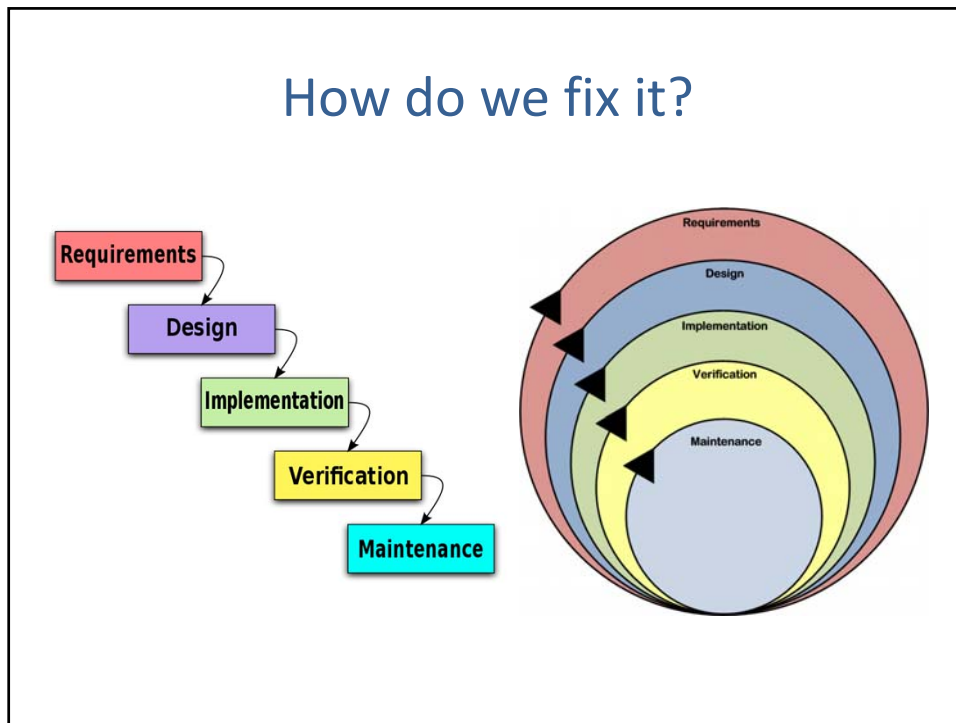 How do we fix it?
Requirements
Design
Implementation
Verification
Maintenance
Requirements
Design
Implementation
Verification
Maintenance